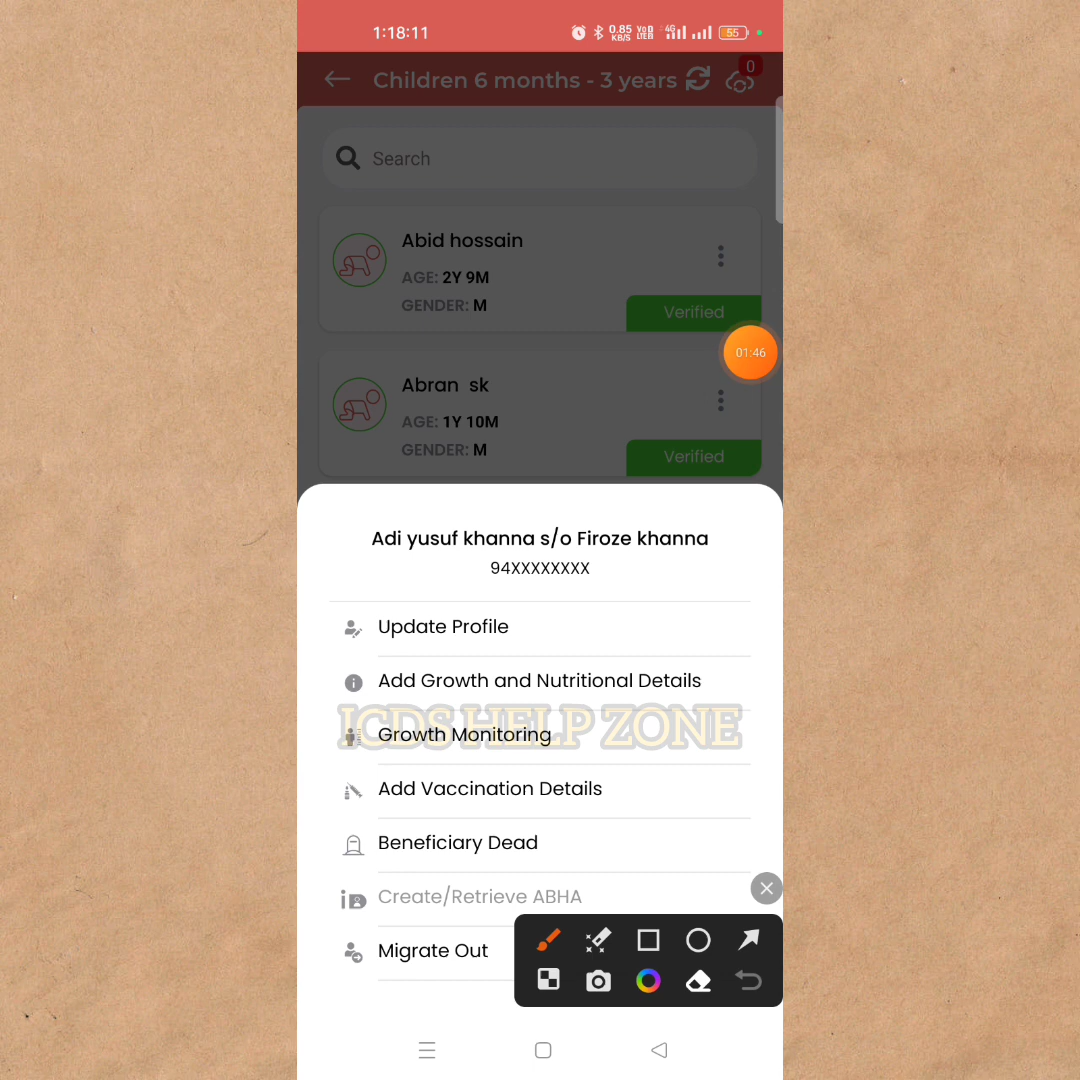 1:18:11
0.85 KB/S
Vo LTE
4G
55
Children 6 months - 3 years
0
Search
Abid hossain
AGE: 2Y 9M
GENDER: M
Verified
01:46
Abran sk
AGE: 1Y 10M
GENDER: M
Verified
Adi yusuf khanna s/o Firoze khanna
94XXXXXXXX
Update Profile
Add Growth and Nutritional Details
ICDS HELP ZONE
Growth Monitoring
Add Vaccination Details
Beneficiary Dead
Create/Retrieve ABHA
Migrate Out